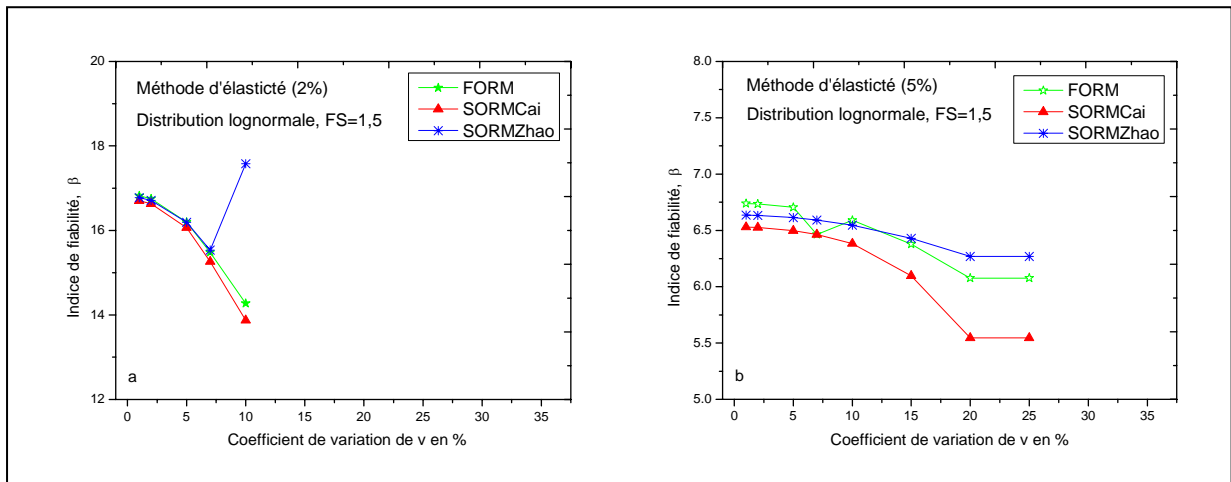 Méthode d'élasticté (2%)
Distribution lognormale, FS=1,5
FORM
SORMCai
SORMZhao
20
18
16
14
12
Indice de fiabilité, β
a
0 5 10 15 20 25 30 35
Coefficient de variation de ν en %
Méthode d'élasticté (5%)
Distribution lognormale, FS=1,5
FORM
SORMCai
SORMZhao
8.0
7.5
7.0
6.5
6.0
5.5
5.0
Indice de fiabilité, β
b
0 5 10 15 20 25 30 35
Coefficient de variation de ν en %